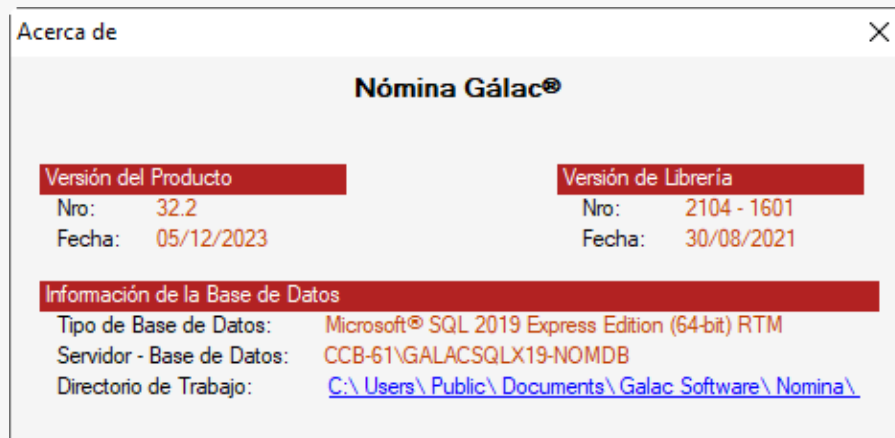 Acerca de
Nómina Gálac®
Versión del Producto
Nro: 32.2
Fecha: 05/12/2023
Versión de Librería
Nro: 2104 - 1601
Fecha: 30/08/2021
Información de la Base de Datos
Tipo de Base de Datos: Microsoft® SQL 2019 Express Edition (64-bit) RTM
Servidor - Base de Datos: CCB-61\GALACSQLX19-NOMDB
Directorio de Trabajo: C:\ Users\ Public\ Documents\ Galac Software\ Nomina\